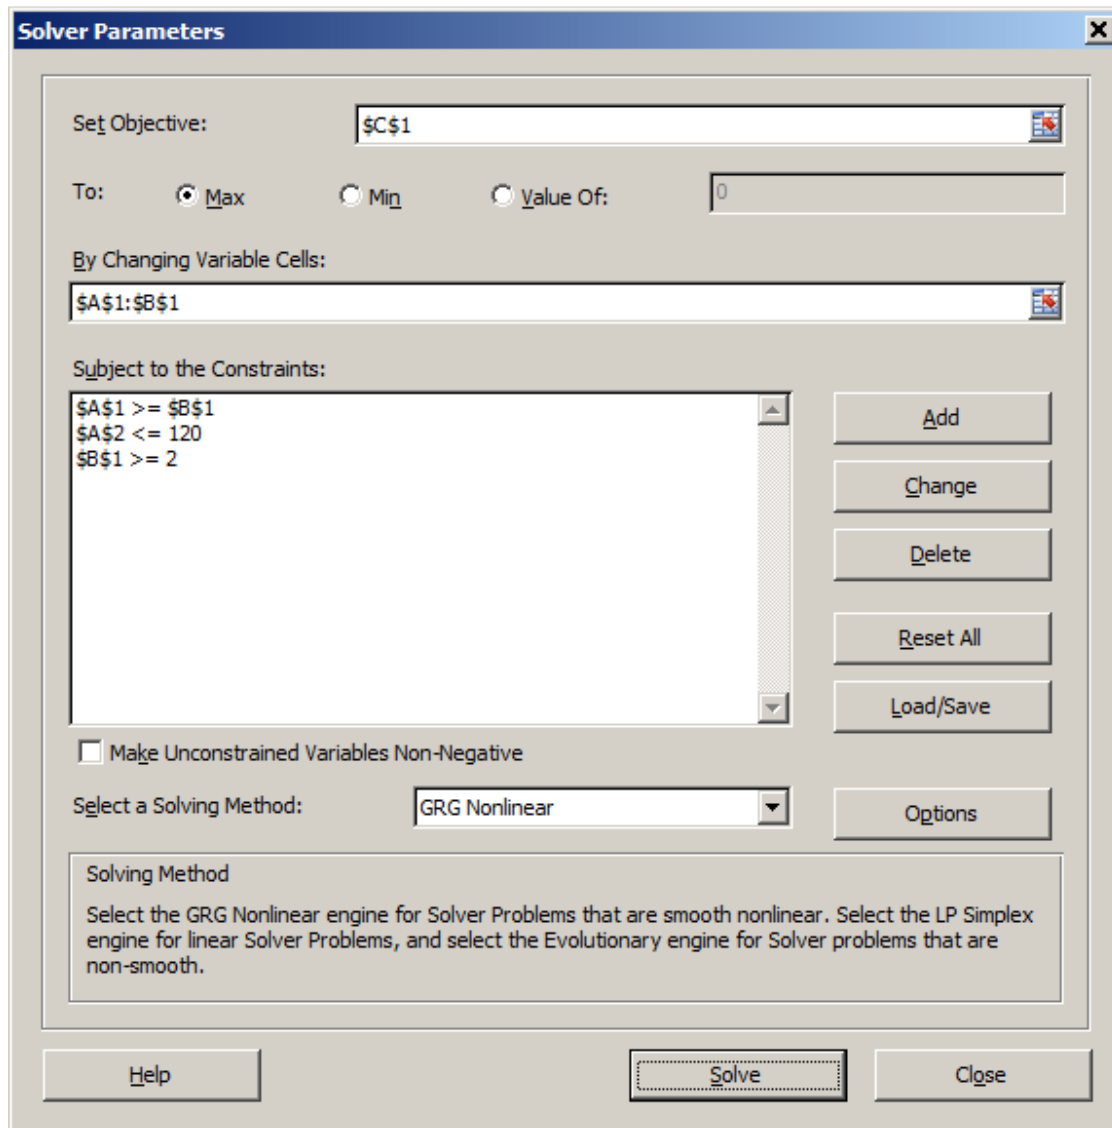 Solver Parameters
Set Objective: $C$1
To: Max Min Value Of: 0
By Changing Variable Cells:
$A$1:$B$1
Subject to the Constraints:
$A$1 >= $B$1
$A$2 <= 120
$B$1 >= 2
Add
Change
Delete
Reset All
Load/Save
Make Unconstrained Variables Non-Negative
Select a Solving Method: GRG Nonlinear
Options
Solving Method
Select the GRG Nonlinear engine for Solver Problems that are smooth nonlinear. Select the LP Simplex
engine for linear Solver Problems, and select the Evolutionary engine for Solver problems that are
non-smooth.
Help Solve Close